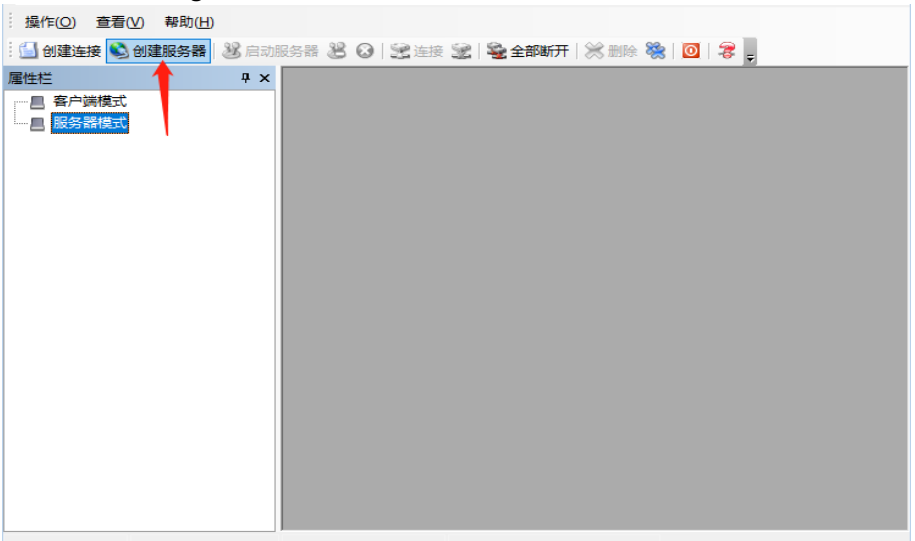 操作(O) 查看(V) 帮助(H)
创建连接 创建服务器 启动服务器 连接 全部断开 删除
属性栏
客户端模式
服务器模式